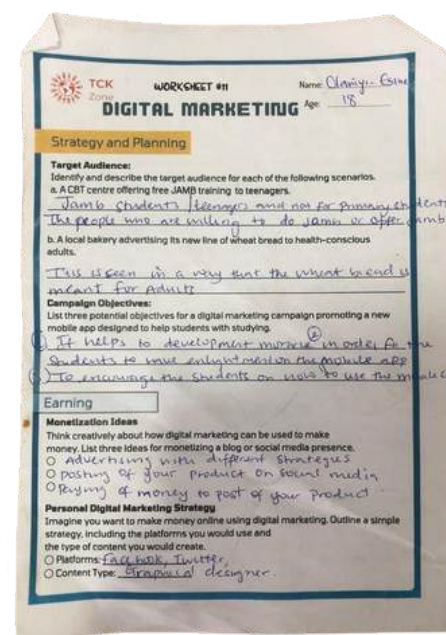 TCK
Zone
WORKSHEET #11
Name: Olaniyi Esther
DIGITAL MARKETING
Age: 18
Strategy and Planning
Target Audience:
Identify and describe the target audience for each of the following scenarios.
a. A CBT centre offering free JAMB training to teenagers.
Jamb students /teenagers and not for primary students
The people who are willing to do jamb or offer jamb
b. A local bakery advertising its new line of wheat bread to health-conscious
adults.
This is seen in a way that the wheat bread is
meant for Adults
Campaign Objectives:
List three potential objectives for a digital marketing campaign promoting a new
mobile app designed to help students with studying.
It helps to development in order for the
students to have enlightment on the mobile app
To encourage the students on how to use the
Earning
Monetization Ideas
Think creatively about how digital marketing can be used to make
money. List three ideas for monetizing a blog or social media presence.
Advertising with different strategies
posting of your product on social media
Paying of money to post of your product
Personal Digital Marketing Strategy
Imagine you want to make money online using digital marketing. Outline a simple
strategy, including the platforms you would use and
the type of content you would create.
Platforms: facebook, Twitter,
Content Type: Graphical designer.